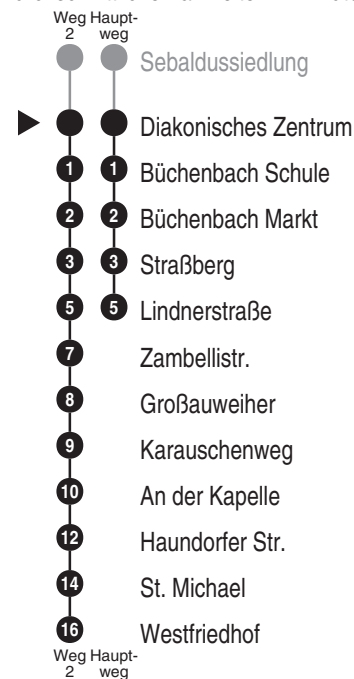 Weg Haupt-
2 weg
Sebaldussiedlung
Diakonisches Zentrum
1 1 Büchenbach Schule
2 2 Büchenbach Markt
3 3 Straßberg
5 5 Lindnerstraße
7 Zambellistr.
8 Großauweiher
9 Karauschenweg
10 An der Kapelle
12 Haundorfer Str.
14 St. Michael
16 Westfriedhof
Weg Haupt-
2 weg